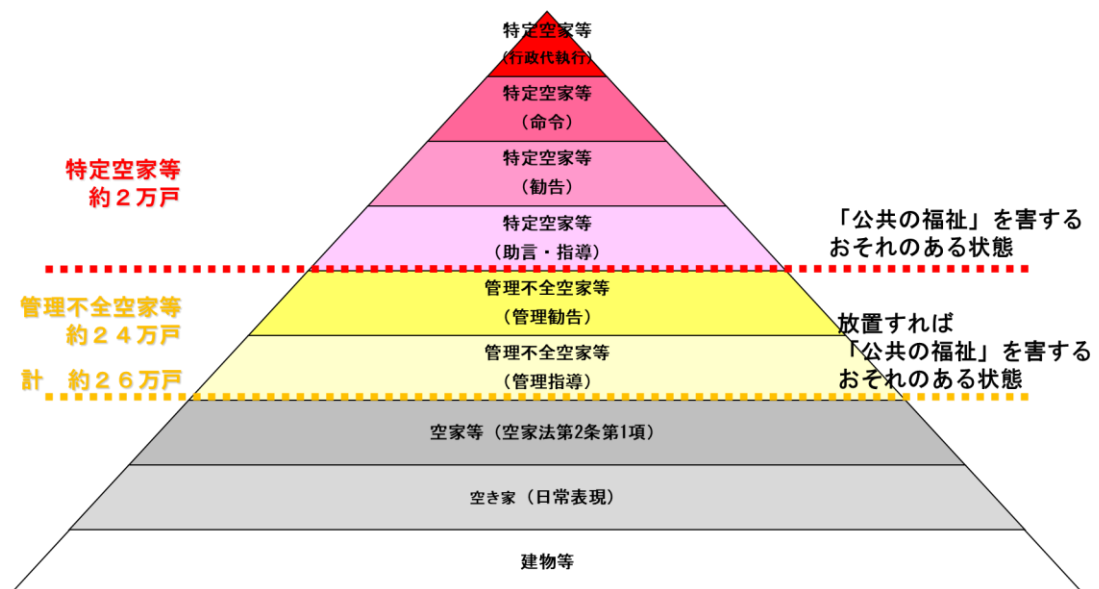 特定空家等
（行政代執行）
特定空家等
（命令）
特定空家等
（勧告）
特定空家等
（助言・指導）
管理不全空家等
（管理勧告）
管理不全空家等
（管理指導）
空家等（空家法第2条第1項）
空き家（日常表現）
建物等
特定空家等
約２万戸
管理不全空家等
約２４万戸
計　約２６万戸
「公共の福祉」を害する
おそれのある状態
放置すれば
「公共の福祉」を害する
おそれのある状態